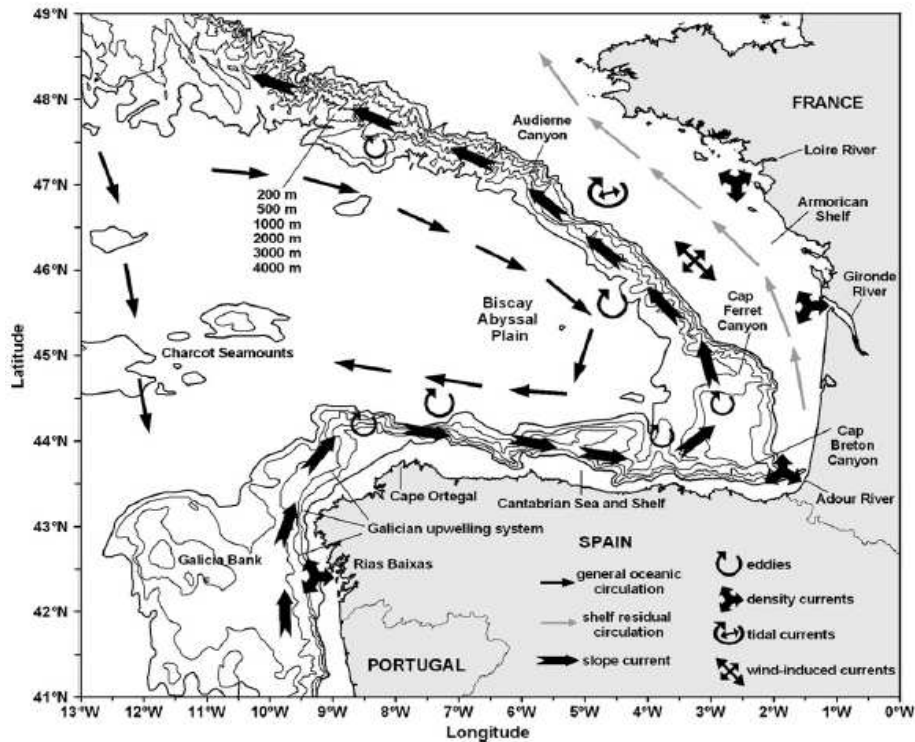 49°N
48°N
47°N
46°N
45°N
44°N
43°N
42°N
41°N
Latitude
13°W
12°W
11°W
10°W
9°W
8°W
7°W
6°W
5°W
4°W
3°W
2°W
1°W
0°W
Longitude
FRANCE
Audierne
Canyon
Loire River
Armorican
Shelf
200 m
500 m
1000 m
2000 m
3000 m
4000 m
Gironde
River
Biscay
Abyssal
Plain
Cap
Ferret
Canyon
Charcot Seamounts
Cap
Breton
Canyon
Adour River
Cape Ortegal
Cantabrian Sea and Shelf
Galician upwelling system
Galicia Bank
Rias Baixas
SPAIN
PORTUGAL
general oceanic
circulation
shelf residual
circulation
slope current
eddies
density currents
tidal currents
wind-induced currents